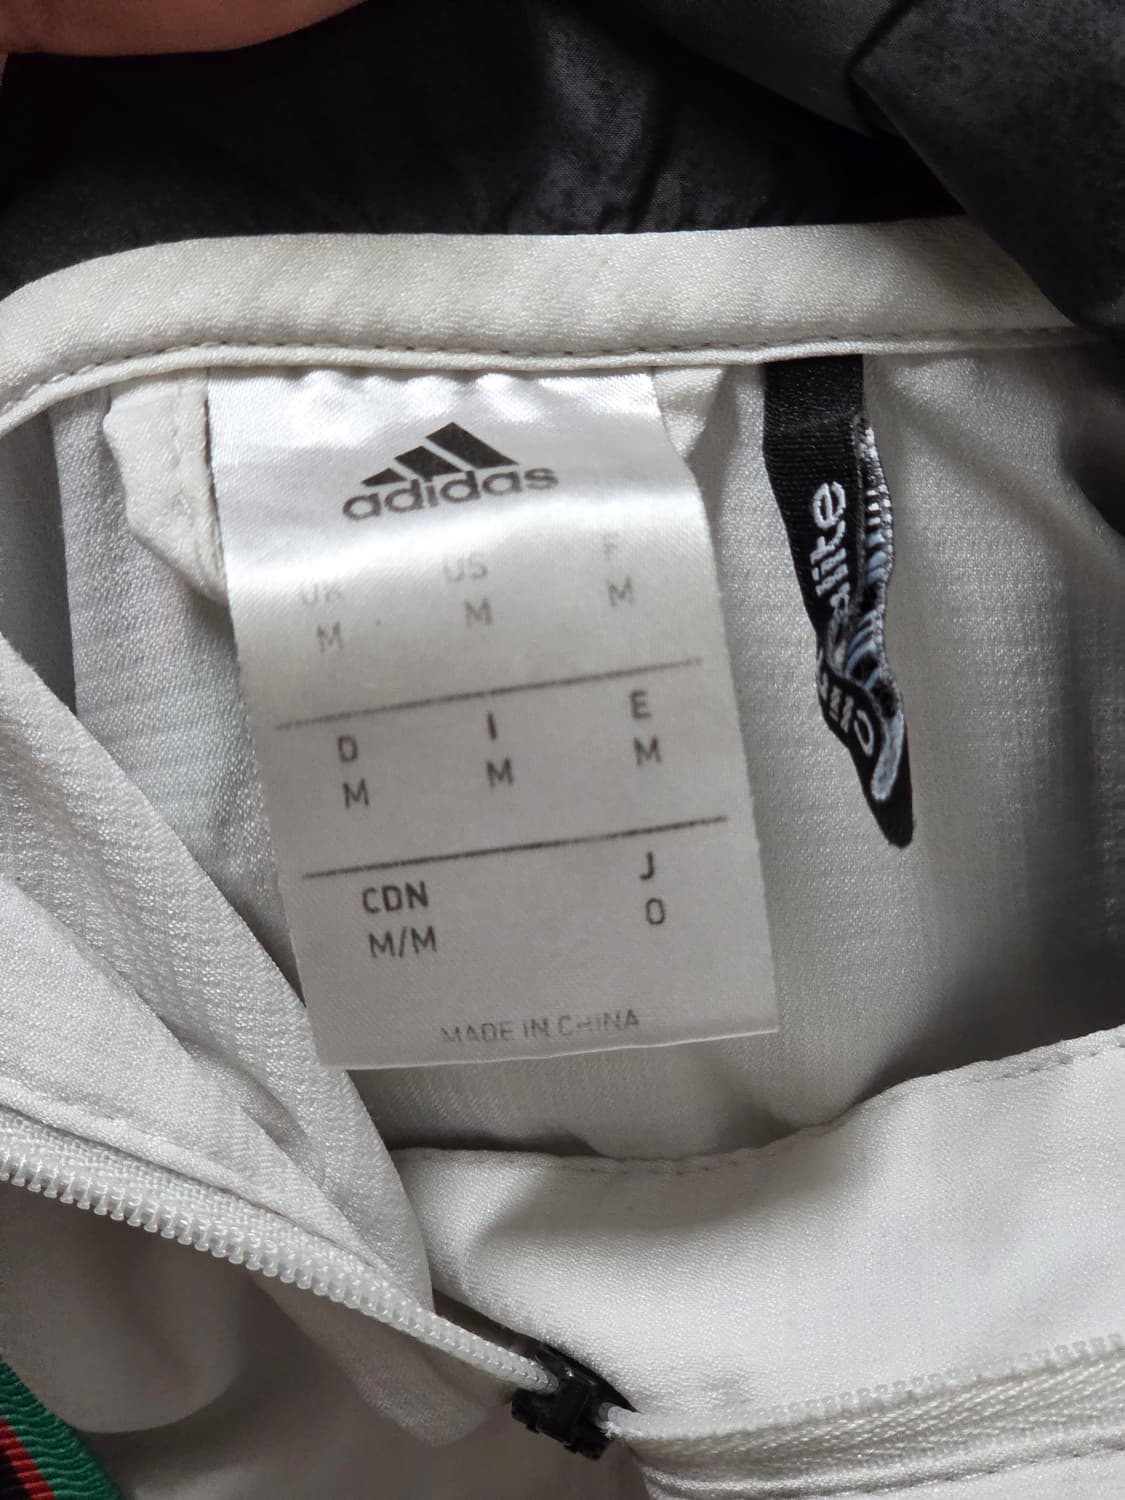 adidas
UK US F
M M M
D I E
M M M
CDN J
M/M O
MADE IN CHINA